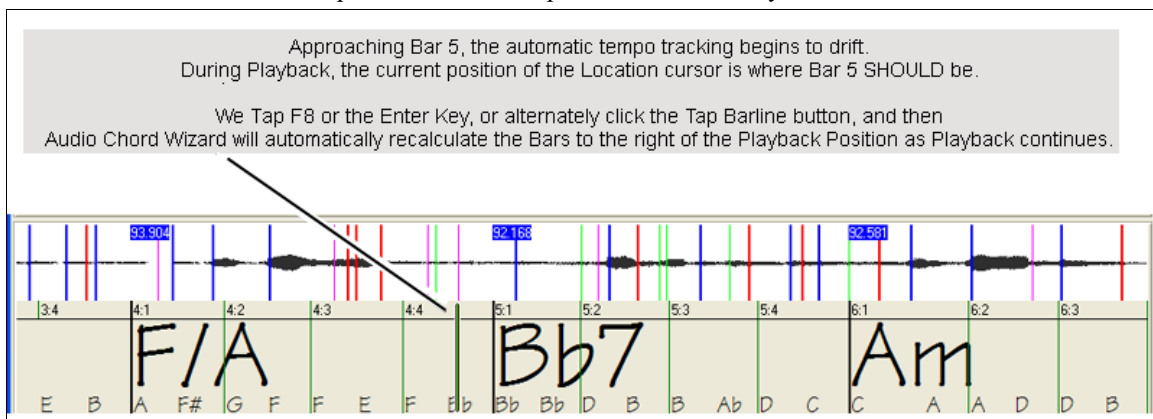 Approaching Bar 5, the automatic tempo tracking begins to drift.
During Playback, the current position of the Location cursor is where Bar 5 SHOULD be.
We Tap F8 or the Enter Key, or alternately click the Tap Barline button, and then
Audio Chord Wizard will automatically recalculate the Bars to the right of the Playback Position as Playback continues.
93.904 92.168 92.581
3:4 4:1 4:2 4:3 4:4 5:1 5:2 5:3 5:4 6:1 6:2 6:3
F/A Bb7 Am
E B A F# G F F E F Bb Bb D B B Ab D C C A A D D B